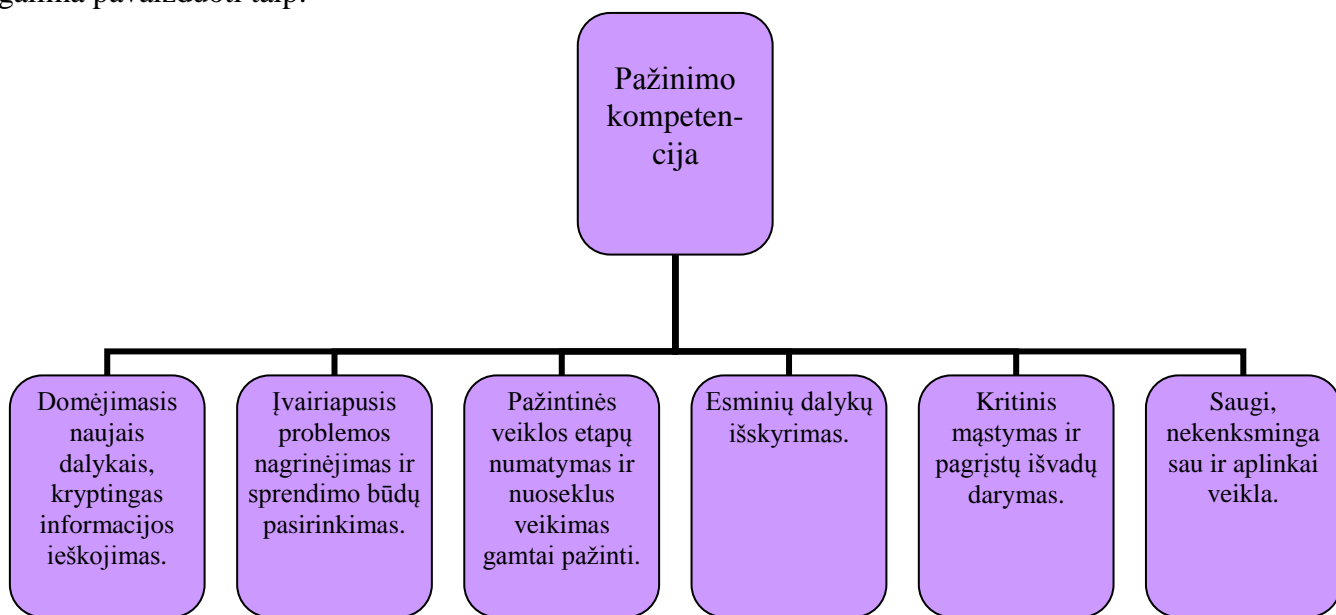 Pažinimo
kompeten-
cija
Domėjimasis
naujais
dalykais,
kryptingas
informacijos
ieškojimas.
Įvairiapusis
problemos
nagrinėjimas ir
sprendimo būdų
pasirinkimas.
Pažintinės
veiklos etapų
numatymas ir
nuoseklus
veikimas
gamtai pažinti.
Esminių dalykų
išskyrimas.
Kritinis
mąstymas ir
pagrįstų išvadų
darymas.
Saugi,
nekenksminga
sau ir aplinkai
veikla.